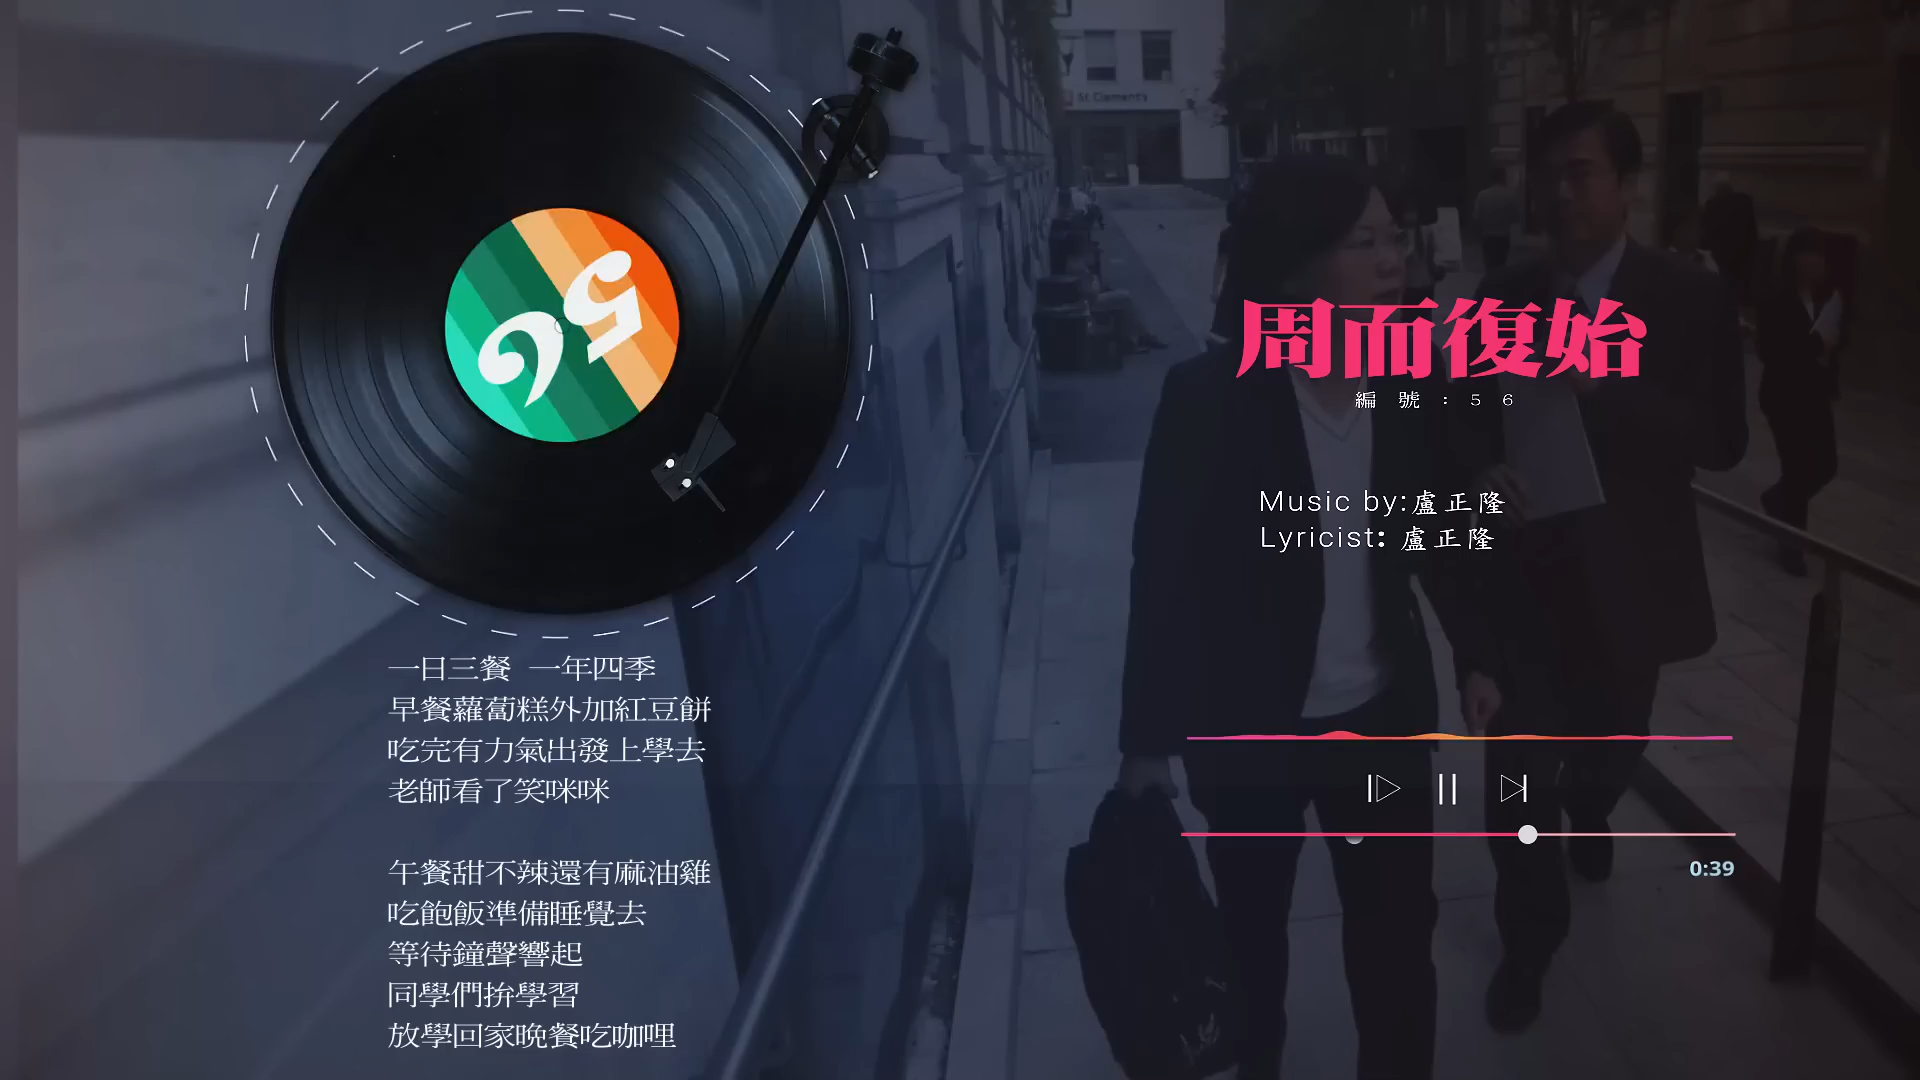 St Clement's
56
周而復始
編號:56
Music by:盧正隆
Lyricist: 盧正隆
0:39
一日三餐 一年四季
早餐蘿蔔糕外加紅豆餅
吃完有力氣出發上學去
老師看了笑咪咪
午餐甜不辣還有麻油雞
吃飽飯準備睡覺去
等待鐘聲響起
同學們拚學習
放學回家晚餐吃咖哩